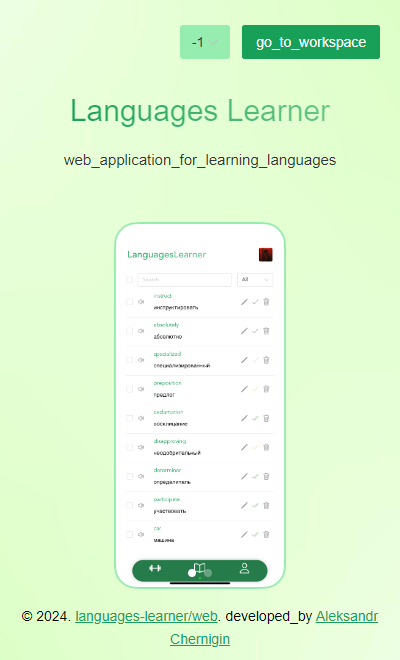 -1
go_to_workspace
Languages Learner
web_application_for_learning_languages
LanguagesLearner
Search
All
instruct
инструктировать
absolutely
абсолютно
specialized
специализированный
preposition
предлог
exclamation
восклицание
disapproving
неодобрительный
determiner
определитель
participate
участвовать
car
машина
© 2024. languages-learner/web. developed_by Aleksandr
Chernigin